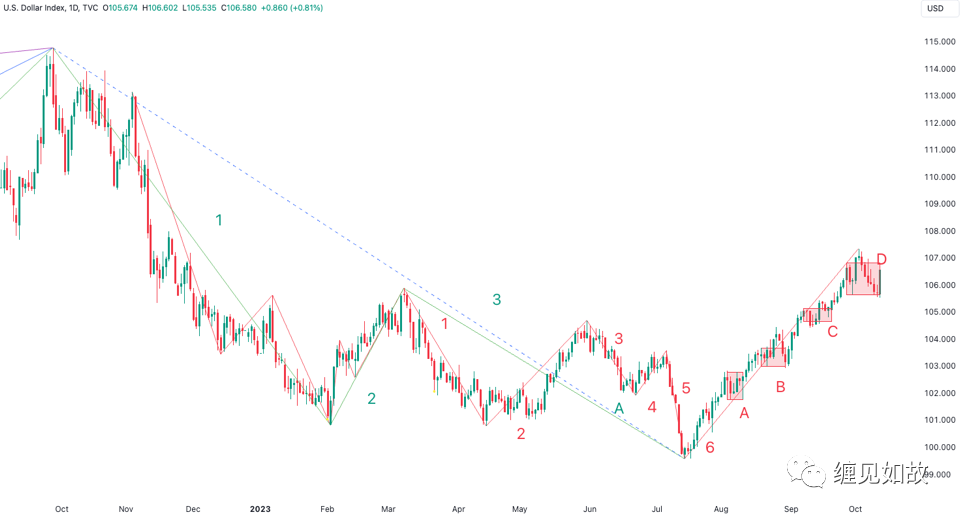 U.S. Dollar Index, 1D, TVC O105.674 H106.602 L105.535 C106.580 +0.860 (+0.81%)
USD
115.000
114.000
113.000
112.000
111.000
110.000
109.000
108.000
107.000
106.000
105.000
104.000
103.000
102.000
101.000
100.000
99.000
1
2
3
1
2
3
A
4
5
6
A
B
C
D
缠见如故
Oct
Nov
Dec
2023
Feb
Mar
Apr
May
Jun
Jul
Aug
Sep
Oct